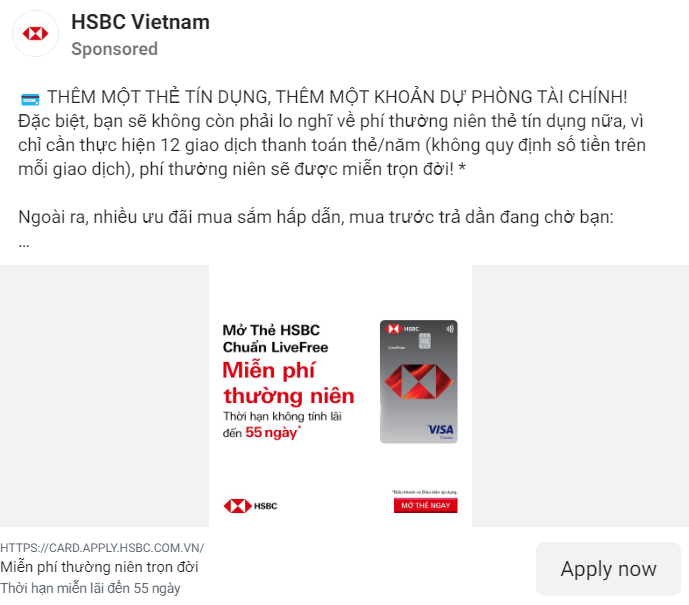 HSBC Vietnam
Sponsored
THÊM MỘT THẺ TÍN DỤNG, THÊM MỘT KHOẢN DỰ PHÒNG TÀI CHÍNH!
Đặc biệt, bạn sẽ không còn phải lo nghĩ về phí thường niên thẻ tín dụng nữa, vì
chỉ cần thực hiện 12 giao dịch thanh toán thẻ/năm (không quy định số tiền trên
mỗi giao dịch), phí thường niên sẽ được miễn trọn đời! *
Ngoài ra, nhiều ưu đãi mua sắm hấp dẫn, mua trước trả dần đang chờ bạn:
...
Mở Thẻ HSBC
Chuẩn LiveFree
Miễn phí
thường niên
Thời hạn không tính lãi
đến 55 ngày*
HSBC
LiveFree
VISA
Classic
HSBC
*Điều khoản và Điều kiện áp dụng.
MỞ THẺ NGAY
HTTPS://CARD.APPLY.HSBC.COM.VN/
Miễn phí thường niên trọn đời
Thời hạn miễn lãi đến 55 ngày
Apply now